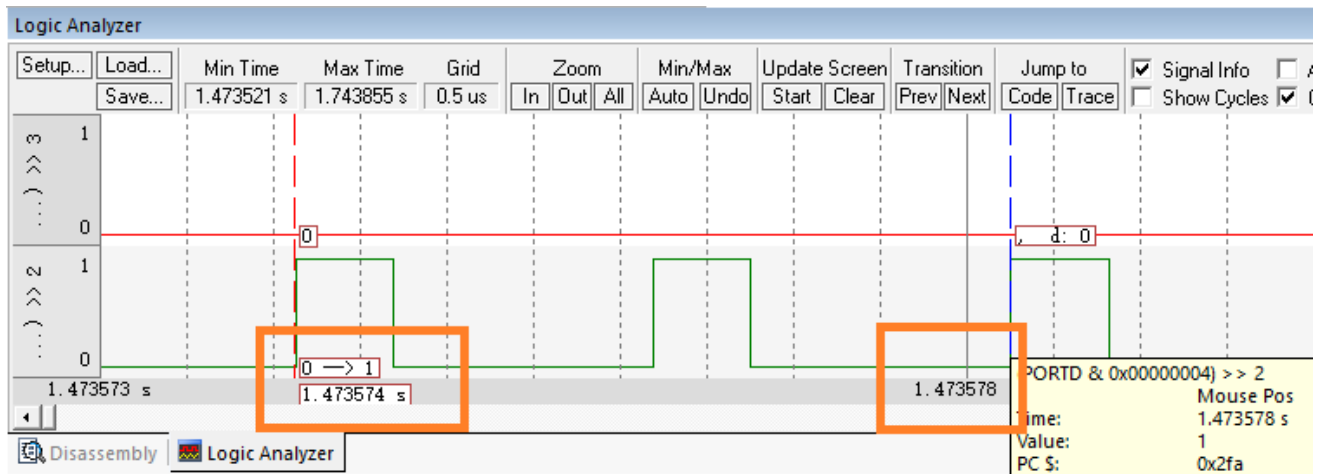 Logic Analyzer
Setup... Load... Min Time Max Time Grid Zoom Min/Max Update Screen Transition Jump to Signal Info
Save... 1.473521 s 1.743855 s 0.5 us In Out All Auto Undo Start Clear Prev Next Code Trace Show Cycles
1
...) >> 3
0
0
, d: 0
1
...) >> 2
0
0 —> 1
1.473573 s 1.473574 s 1.473578
PORTD & 0x00000004) >> 2
Mouse Pos
Time: 1.473578 s
Value: 1
PC $: 0x2fa
Disassembly Logic Analyzer